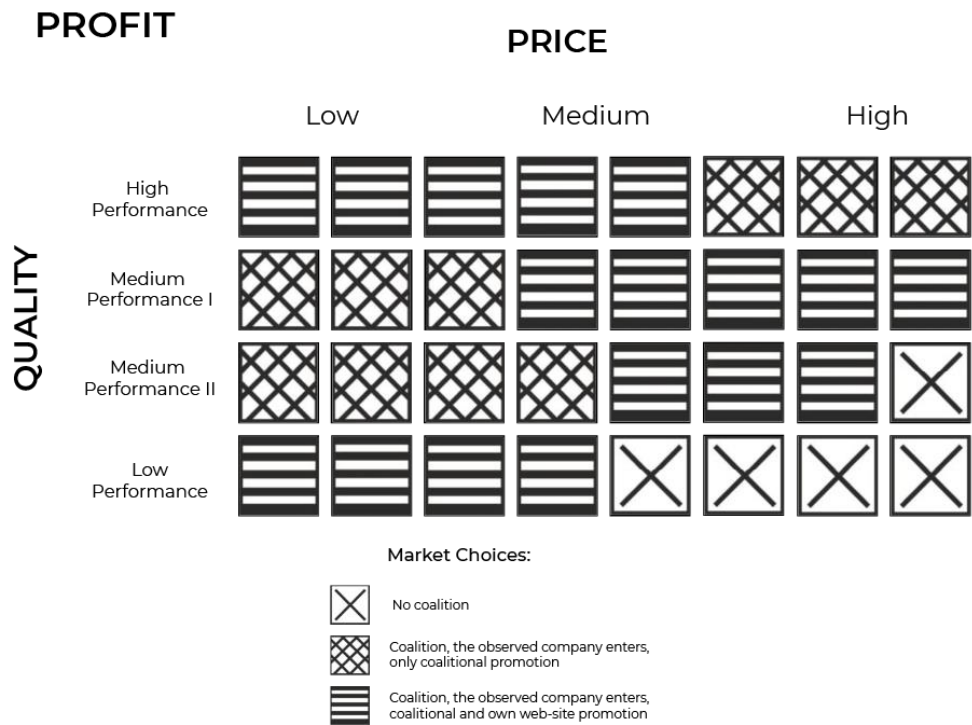 PROFIT
PRICE
Low Medium High
QUALITY
High
Performance
Medium
Performance I
Medium
Performance II
Low
Performance
Market Choices:
No coalition
Coalition, the observed company enters,
only coalitional promotion
Coalition, the observed company enters,
coalitional and own web-site promotion